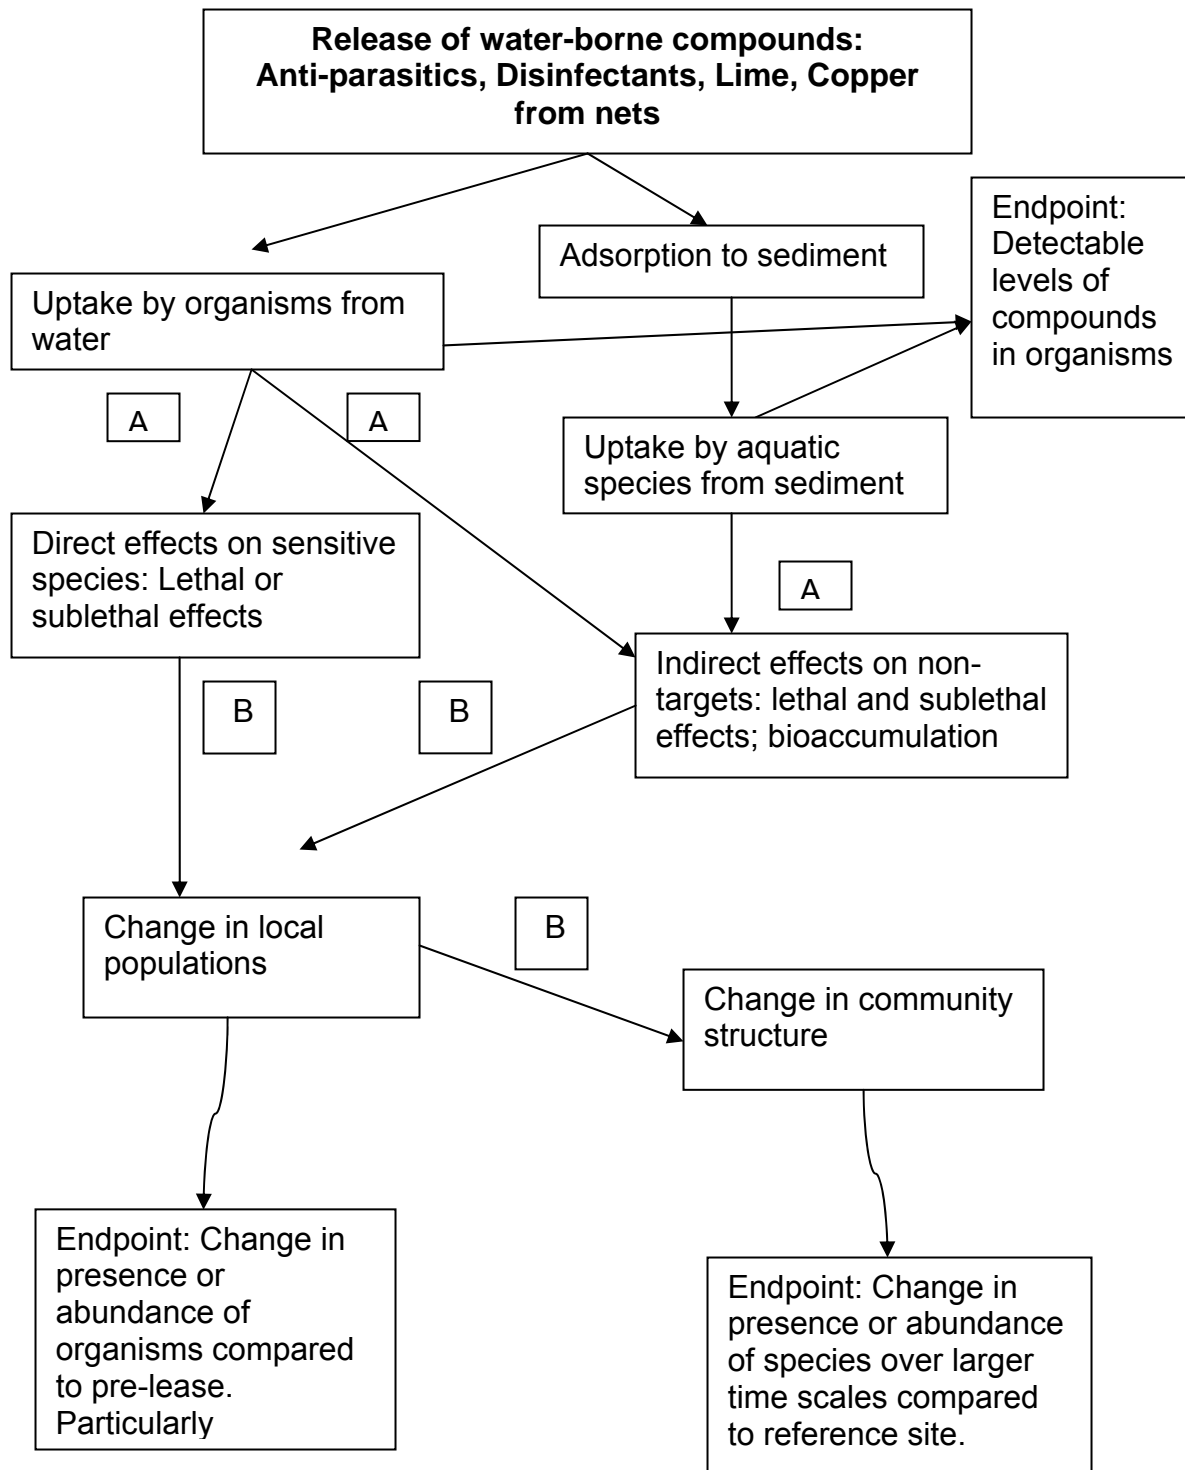 Release of water-borne compounds:
Anti-parasitics, Disinfectants, Lime, Copper
from nets
Endpoint:
Detectable
levels of
compounds
in organisms
Adsorption to sediment
Uptake by organisms from
water
A
A
Uptake by aquatic
species from sediment
Direct effects on sensitive
species: Lethal or
sublethal effects
A
Indirect effects on non-
targets: lethal and sublethal
effects; bioaccumulation
B
B
Change in local
populations
B
Change in community
structure
Endpoint: Change in
presence or
abundance of
organisms compared
to pre-lease.
Particularly
Endpoint: Change in
presence or abundance
of species over larger
time scales compared
to reference site.